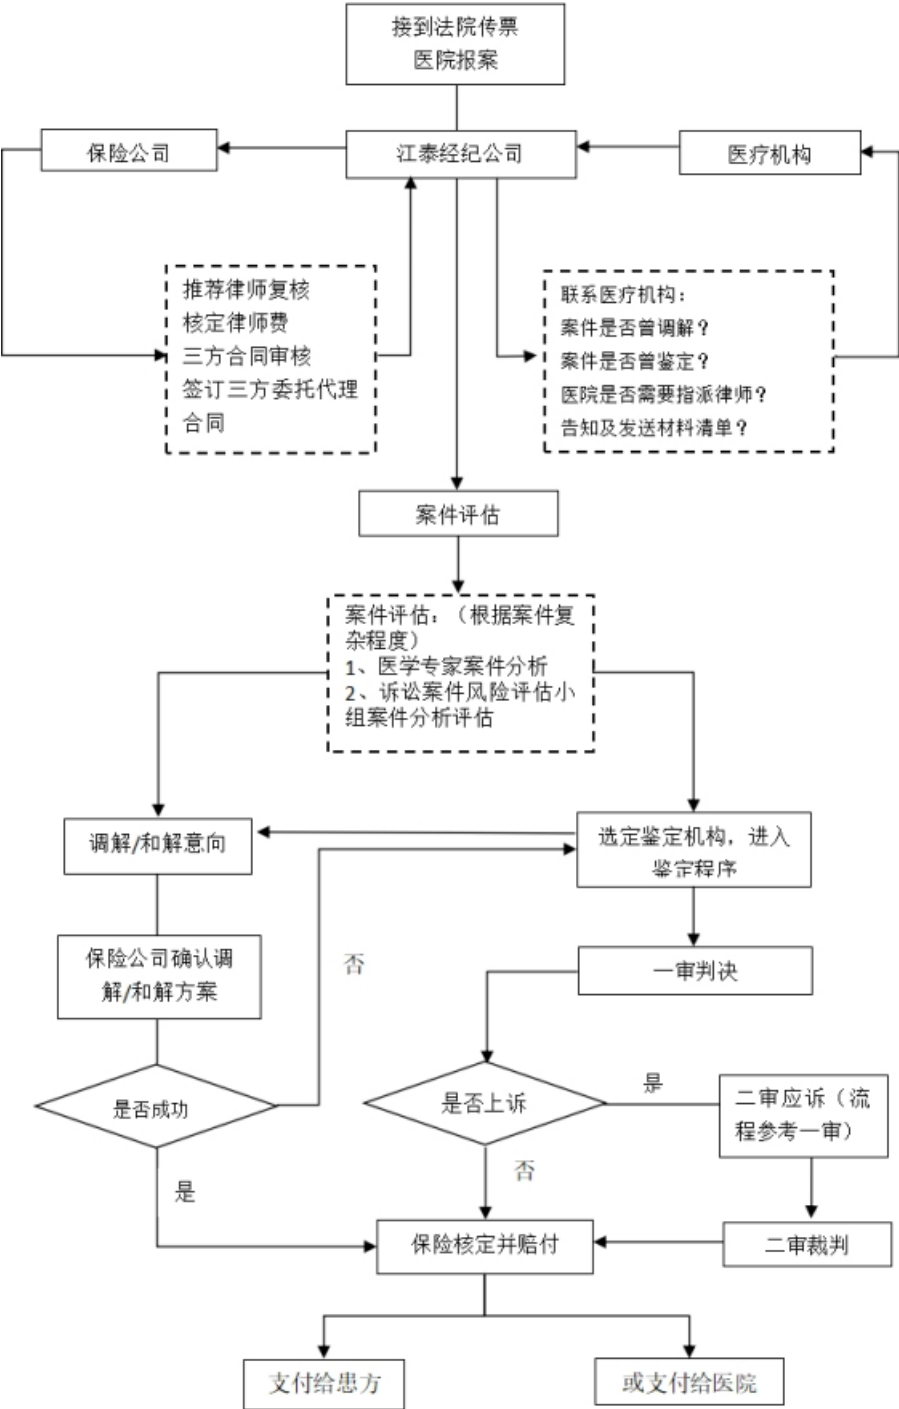 接到法院传票
医院报案
保险公司
江泰经纪公司
医疗机构
推荐律师复核
核定律师费
三方合同审核
签订三方委托代理
合同
联系医疗机构：
案件是否曾调解？
案件是否曾鉴定？
医院是否需要指派律师？
告知及发送材料清单？
案件评估
案件评估：（根据案件复
杂程度）
1、医学专家案件分析
2、诉讼案件风险评估小
组案件分析评估
调解/和解意向
选定鉴定机构，进入
鉴定程序
保险公司确认调
解/和解方案
否
一审判决
是否成功
是否上诉
是
二审应诉（流
程参考一审）
是
否
保险核定并赔付
二审裁判
支付给患方
或支付给医院